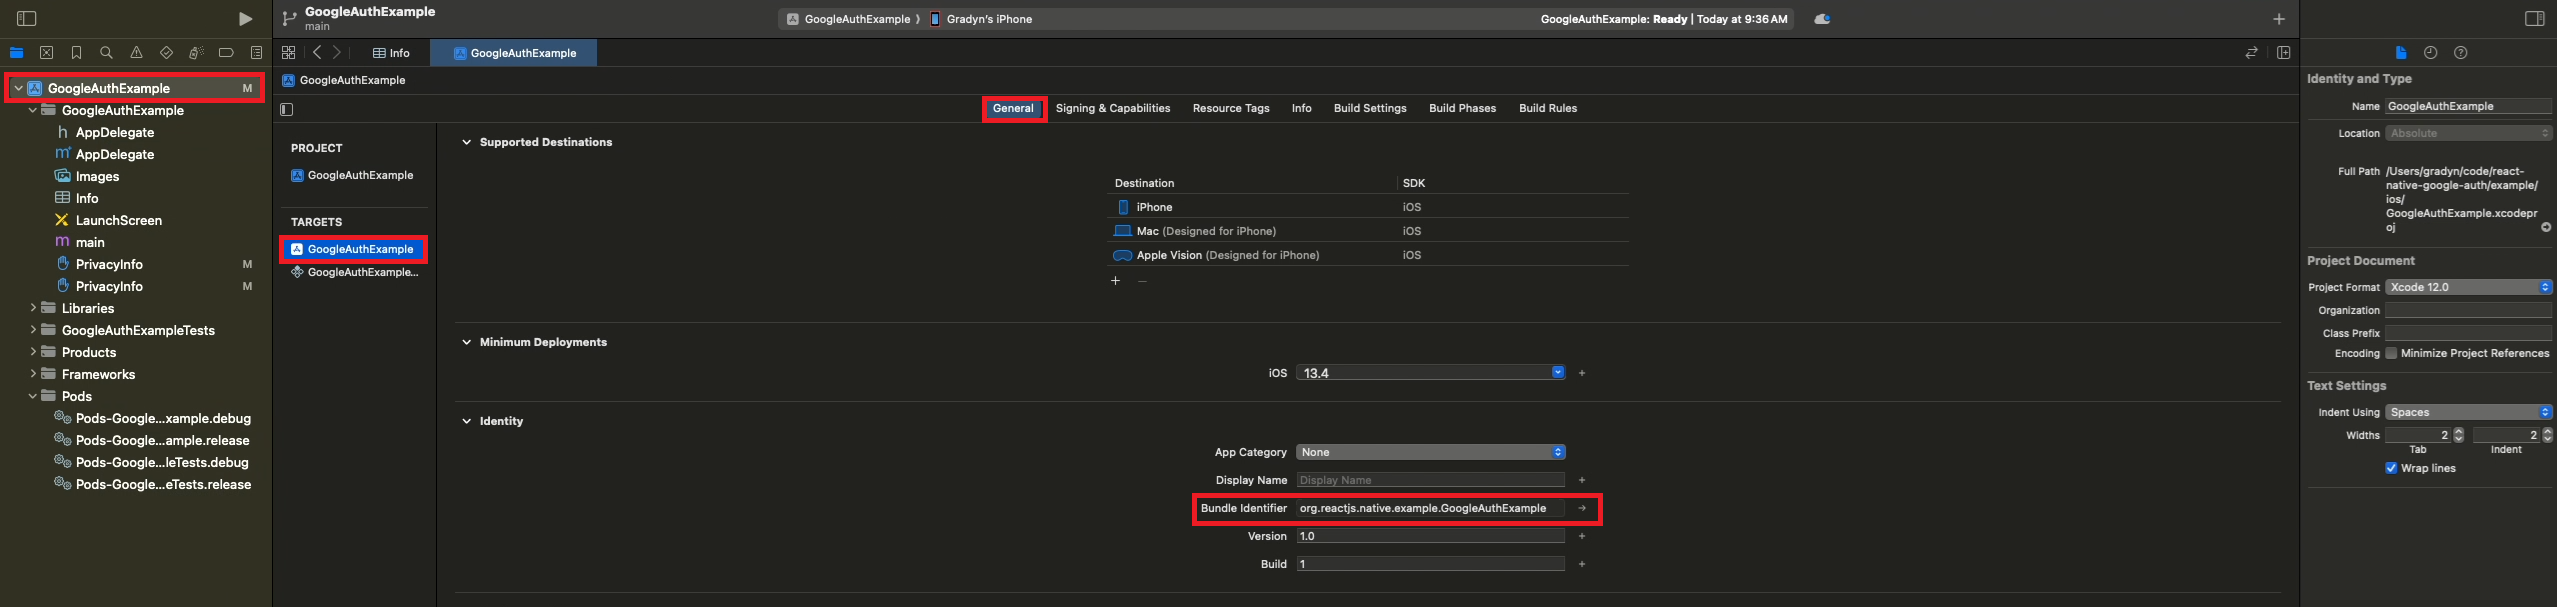 GoogleAuthExample
main
GoogleAuthExample ⟩ Gradyn's iPhone
GoogleAuthExample: Ready | Today at 9:36 AM
Info
GoogleAuthExample
GoogleAuthExample
GoogleAuthExample M
GoogleAuthExample
h AppDelegate
m AppDelegate
Images
Info
LaunchScreen
m main
PrivacyInfo M
PrivacyInfo M
Libraries
GoogleAuthExampleTests
Products
Frameworks
Pods
Pods-Google...xample.debug
Pods-Google...ample.release
Pods-Google...leTests.debug
Pods-Google...eTests.release
PROJECT
GoogleAuthExample
TARGETS
GoogleAuthExample
GoogleAuthExample...
General Signing & Capabilities Resource Tags Info Build Settings Build Phases Build Rules
Supported Destinations
Destination SDK
iPhone iOS
Mac (Designed for iPhone) iOS
Apple Vision (Designed for iPhone) iOS
Minimum Deployments
iOS 13.4
Identity
App Category None
Display Name Display Name
Bundle Identifier org.reactjs.native.example.GoogleAuthExample
Version 1.0
Build 1
Identity and Type
Name GoogleAuthExample
Location Absolute
Full Path /Users/gradyn/code/react-
native-google-auth/example/
ios/
GoogleAuthExample.xcodepr
oj
Project Document
Project Format Xcode 12.0
Organization
Class Prefix
Encoding Minimize Project References
Text Settings
Indent Using Spaces
Widths 2 2
Tab Indent
Wrap lines